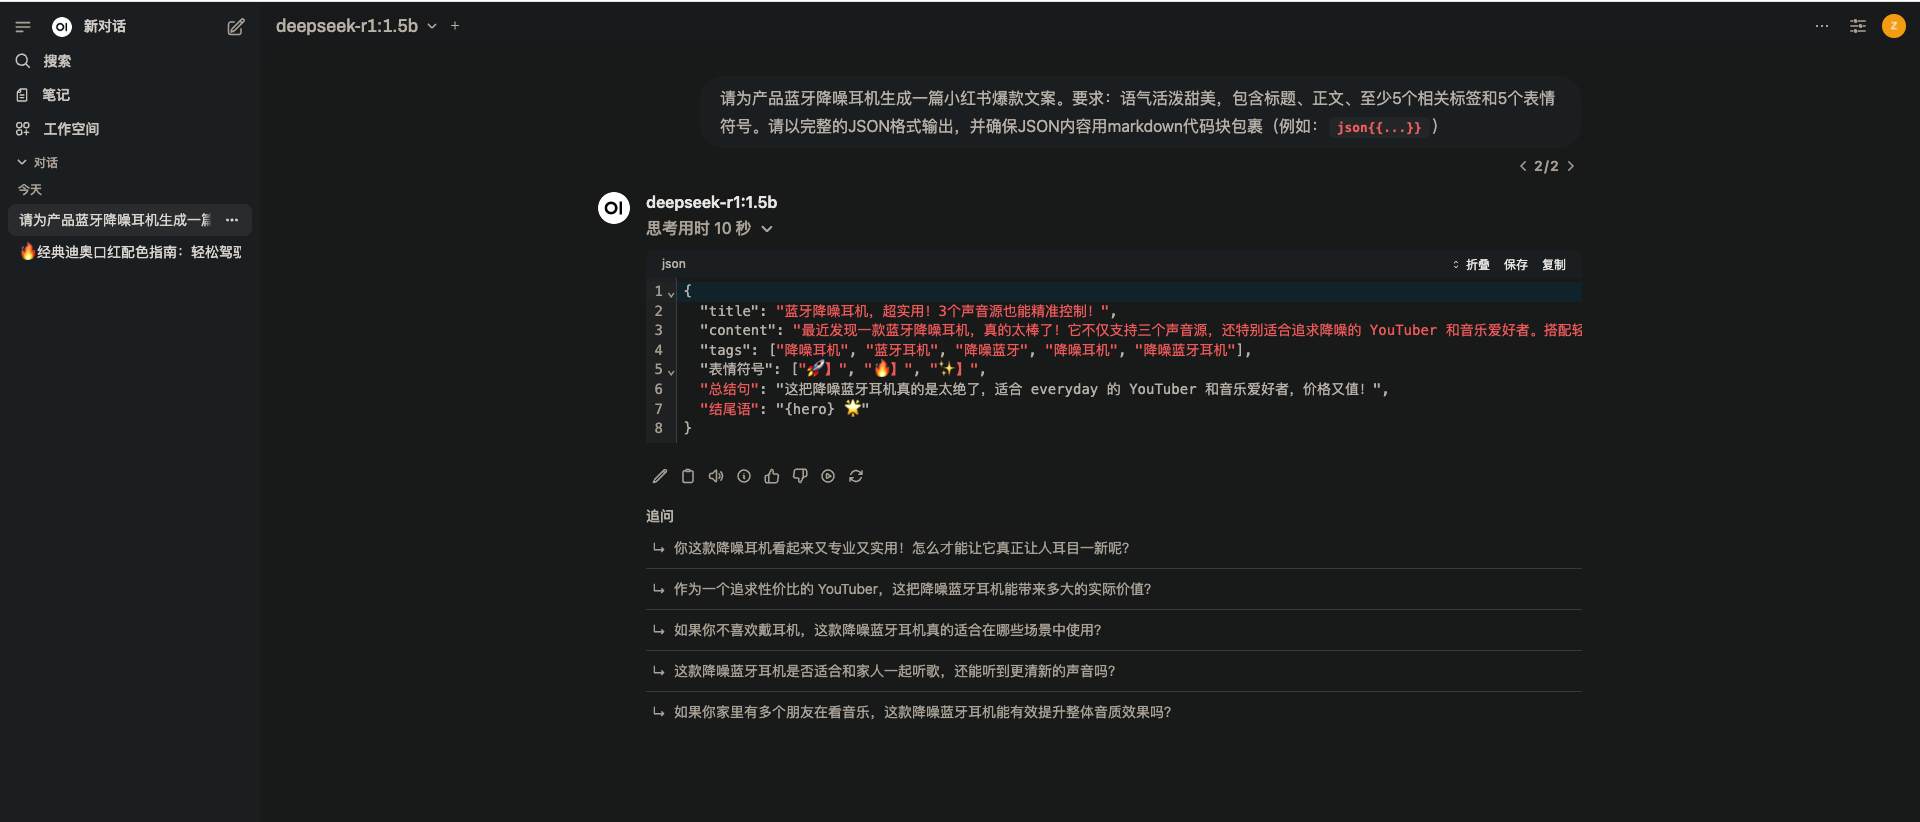 新对话
搜索
笔记
工作空间
对话
今天
请为产品蓝牙降噪耳机生成一篇
🔥经典迪奥口红配色指南：轻松驾驭
deepseek-r1:1.5b
Z
请为产品蓝牙降噪耳机生成一篇小红书爆款文案。要求：语气活泼甜美，包含标题、正文、至少5个相关标签和5个表情
符号。请以完整的JSON格式输出，并确保JSON内容用markdown代码块包裹（例如： json{{...}} ）
2/2
OI deepseek-r1:1.5b
思考用时 10 秒
json 折叠 保存 复制
1 {
2 "title": "蓝牙降噪耳机，超实用！3个声音源也能精准控制！",
3 "content": "最近发现一款蓝牙降噪耳机，真的太棒了！它不仅支持三个声音源，还特别适合追求降噪的 YouTuber 和音乐爱好者。搭配轻
4 "tags": ["降噪耳机", "蓝牙耳机", "降噪蓝牙", "降噪耳机", "降噪蓝牙耳机"],
5 "表情符号": ["🚀】", "🔥】", "✨】",
6 "总结句": "这把降噪蓝牙耳机真的是太绝了，适合 everyday 的 YouTuber 和音乐爱好者，价格又值！",
7 "结尾语": "{hero} 🌟"
8 }
追问
你这款降噪耳机看起来又专业又实用！怎么才能让它真正让人耳目一新呢？
作为一个追求性价比的 YouTuber，这把降噪蓝牙耳机能带来多大的实际价值？
如果你不喜欢戴耳机，这款降噪蓝牙耳机真的适合在哪些场景中使用？
这款降噪蓝牙耳机是否适合和家人一起听歌，还能听到更清新的声音吗？
如果你家里有多个朋友在看音乐，这款降噪蓝牙耳机能有效提升整体音质效果吗？